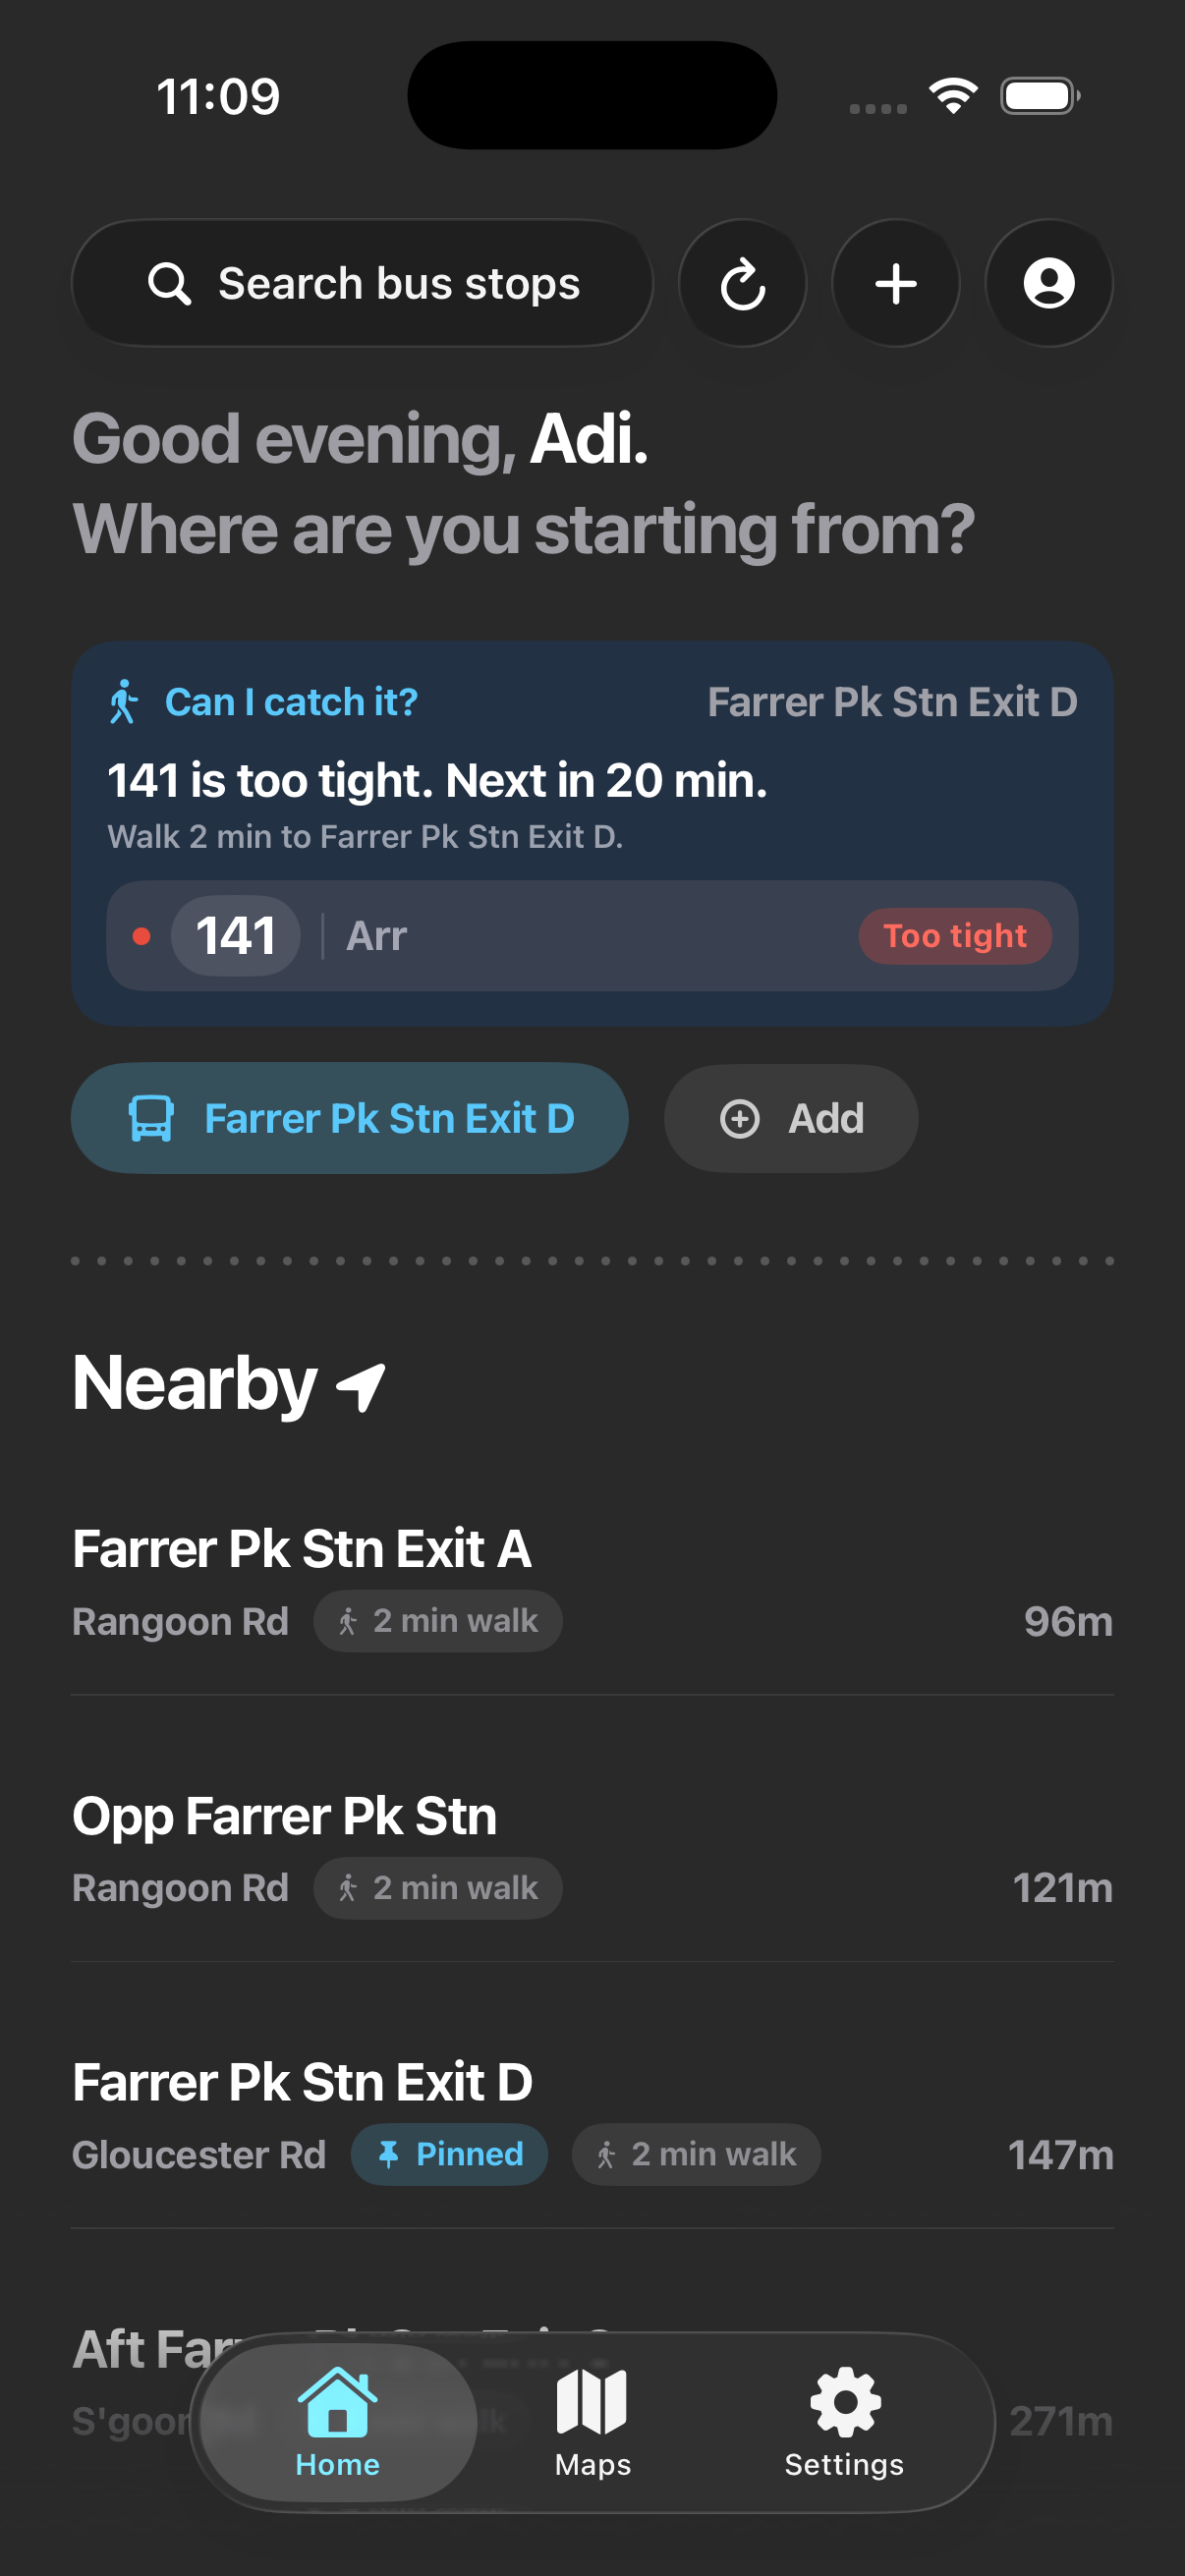 11:09
Search bus stops
Good evening, Adi.
Where are you starting from?
Can I catch it? Farrer Pk Stn Exit D
141 is too tight. Next in 20 min.
Walk 2 min to Farrer Pk Stn Exit D.
141 Arr Too tight
Farrer Pk Stn Exit D Add
Nearby
Farrer Pk Stn Exit A
Rangoon Rd 2 min walk 96m
Opp Farrer Pk Stn
Rangoon Rd 2 min walk 121m
Farrer Pk Stn Exit D
Gloucester Rd Pinned 2 min walk 147m
Aft
271m
Home Maps Settings